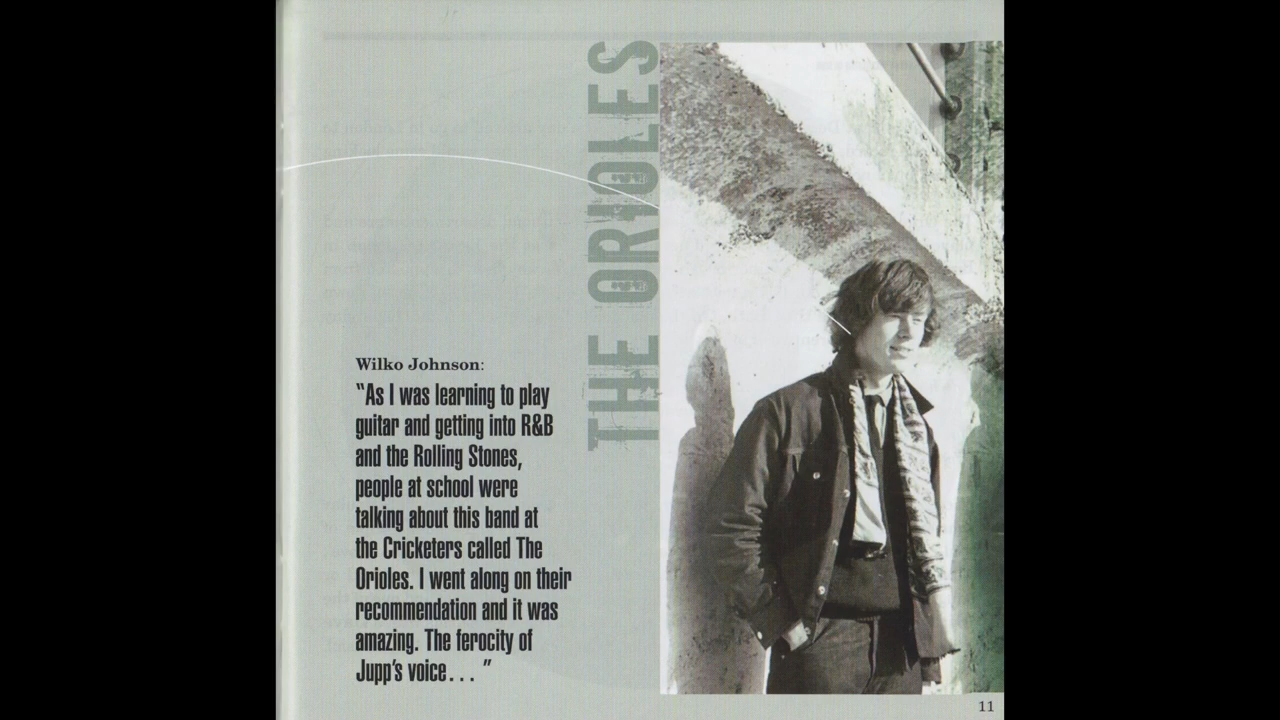 THE ORIOLES
Wilko Johnson:
“As I was learning to play
guitar and getting into R&B
and the Rolling Stones,
people at school were
talking about this band at
the Cricketers called The
Orioles. I went along on their
recommendation and it was
amazing. The ferocity of
Jupp’s voice... ”
11